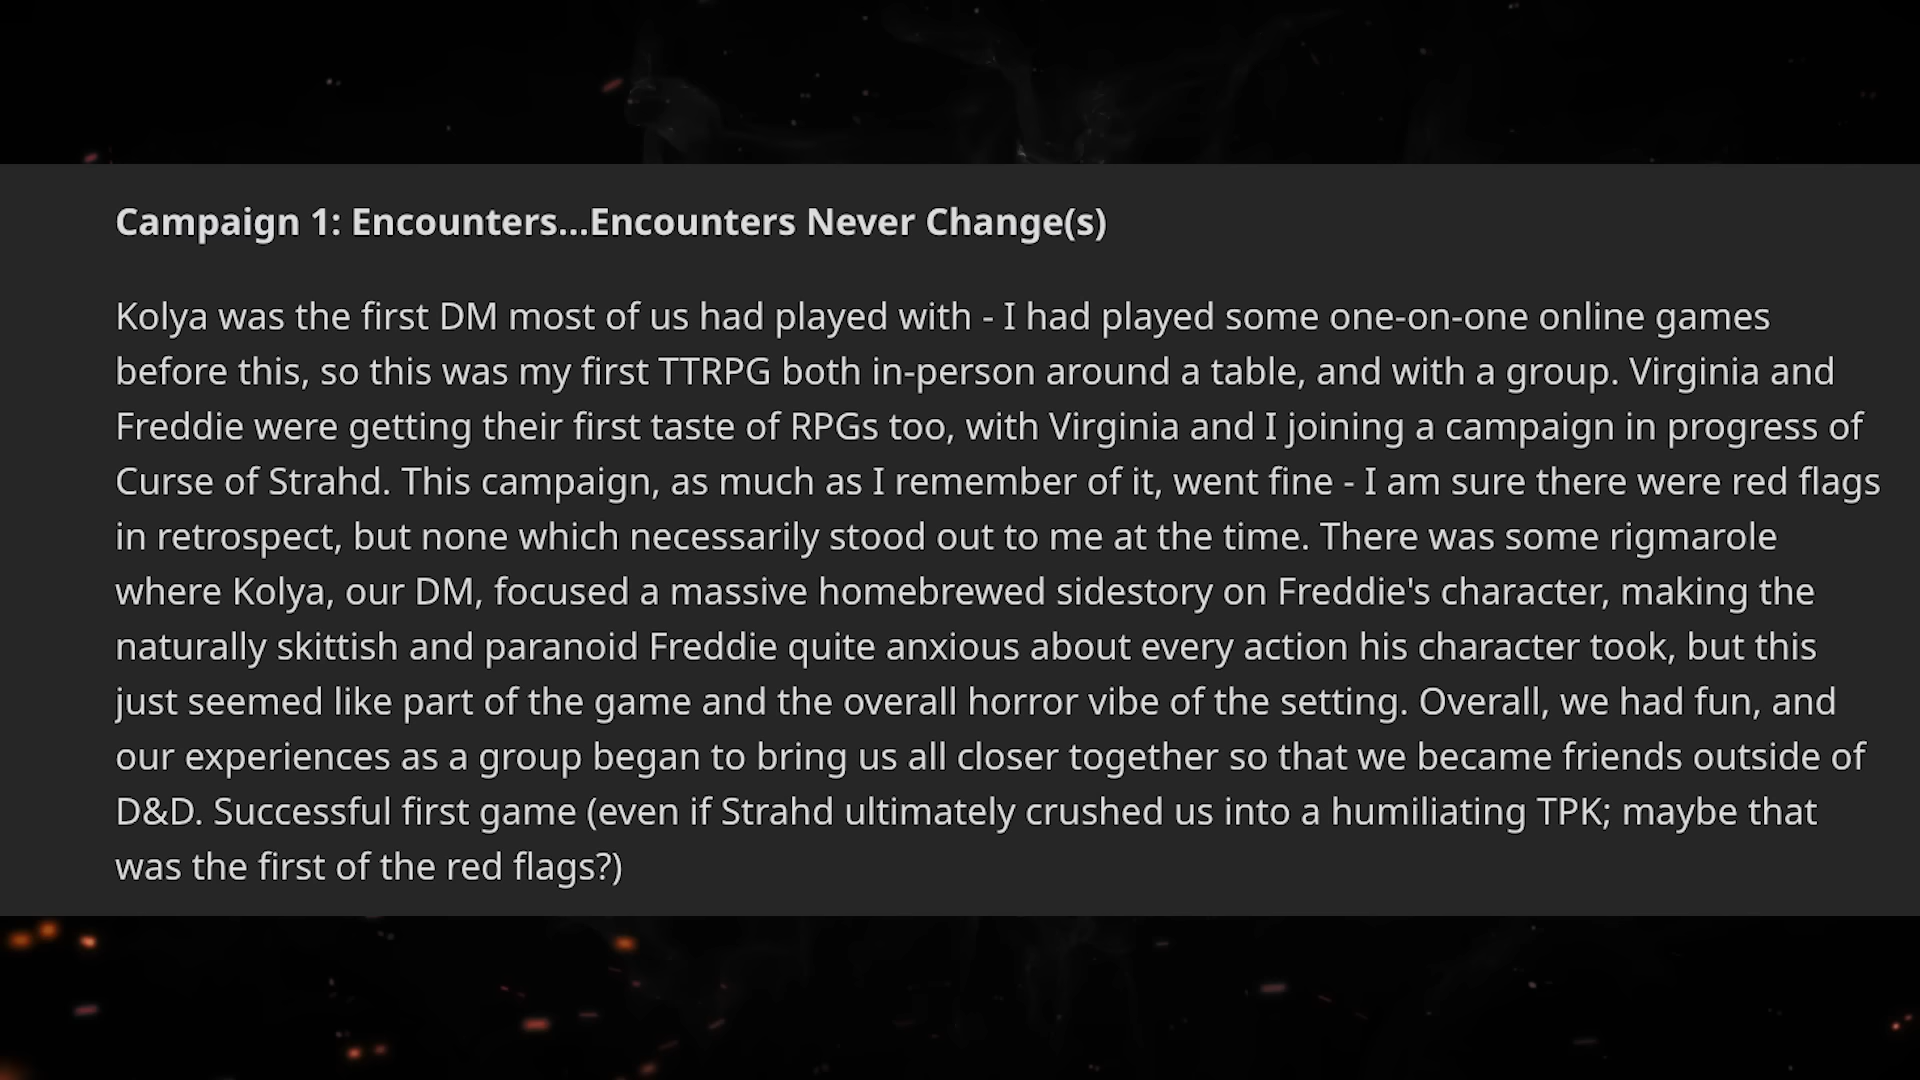 Campaign 1: Encounters...Encounters Never Change(s)
Kolya was the first DM most of us had played with - I had played some one-on-one online games
before this, so this was my first TTRPG both in-person around a table, and with a group. Virginia and
Freddie were getting their first taste of RPGs too, with Virginia and I joining a campaign in progress of
Curse of Strahd. This campaign, as much as I remember of it, went fine - I am sure there were red flags
in retrospect, but none which necessarily stood out to me at the time. There was some rigmarole
where Kolya, our DM, focused a massive homebrewed sidestory on Freddie's character, making the
naturally skittish and paranoid Freddie quite anxious about every action his character took, but this
just seemed like part of the game and the overall horror vibe of the setting. Overall, we had fun, and
our experiences as a group began to bring us all closer together so that we became friends outside of
D&D. Successful first game (even if Strahd ultimately crushed us into a humiliating TPK; maybe that
was the first of the red flags?)